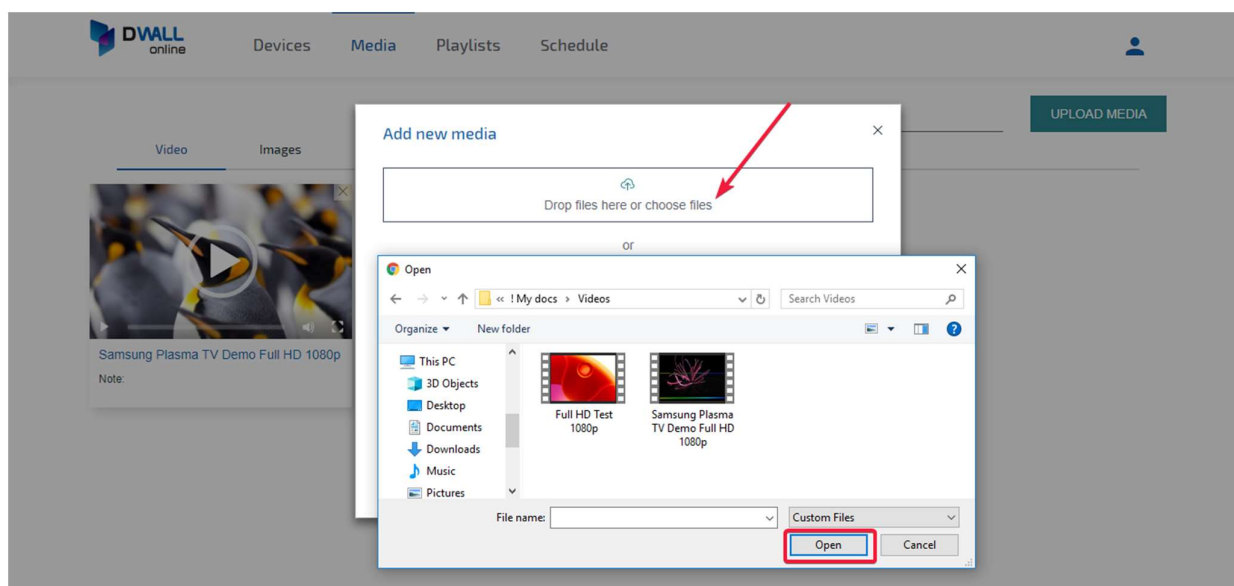 DWALL
online
Devices Media Playlists Schedule
UPLOAD MEDIA
Add new media
Video Images
Drop files here or choose files
or
Samsung Plasma TV Demo Full HD 1080p
Note:
Open
« ! My docs › Videos
Search Videos
Organize New folder
This PC
3D Objects
Desktop
Documents
Downloads
Music
Pictures
Full HD Test
1080p
Samsung Plasma
TV Demo Full HD
1080p
File name:
Custom Files
Open Cancel